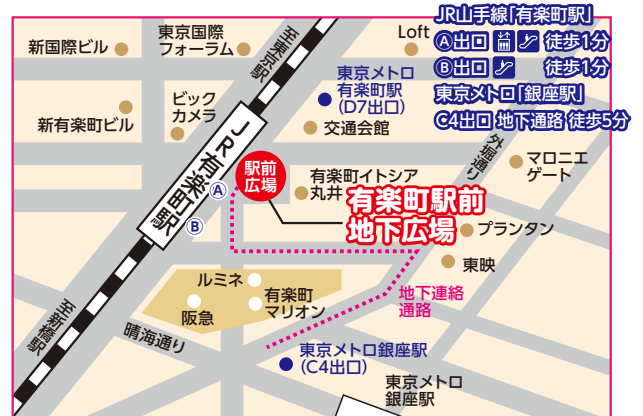 JR山手線「有楽町駅」
Ⓐ出口 徒歩1分
Ⓑ出口 徒歩1分
東京メトロ「銀座駅」
C4出口 地下通路 徒歩5分
新国際ビル
東京国際
フォーラム
至東京駅
Loft
東京メトロ
有楽町駅
(D7出口)
新有楽町ビル
ビック
カメラ
交通会館
外堀通り
マロニエ
ゲート
JR有楽町駅
Ⓐ
Ⓑ
駅前
広場
有楽町イトシア
丸井
有楽町駅前
地下広場
プランタン
東映
ルミネ
阪急
有楽町
マリオン
地下連絡
通路
至新橋駅
晴海通り
東京メトロ銀座駅
(C4出口)
東京メトロ
銀座駅